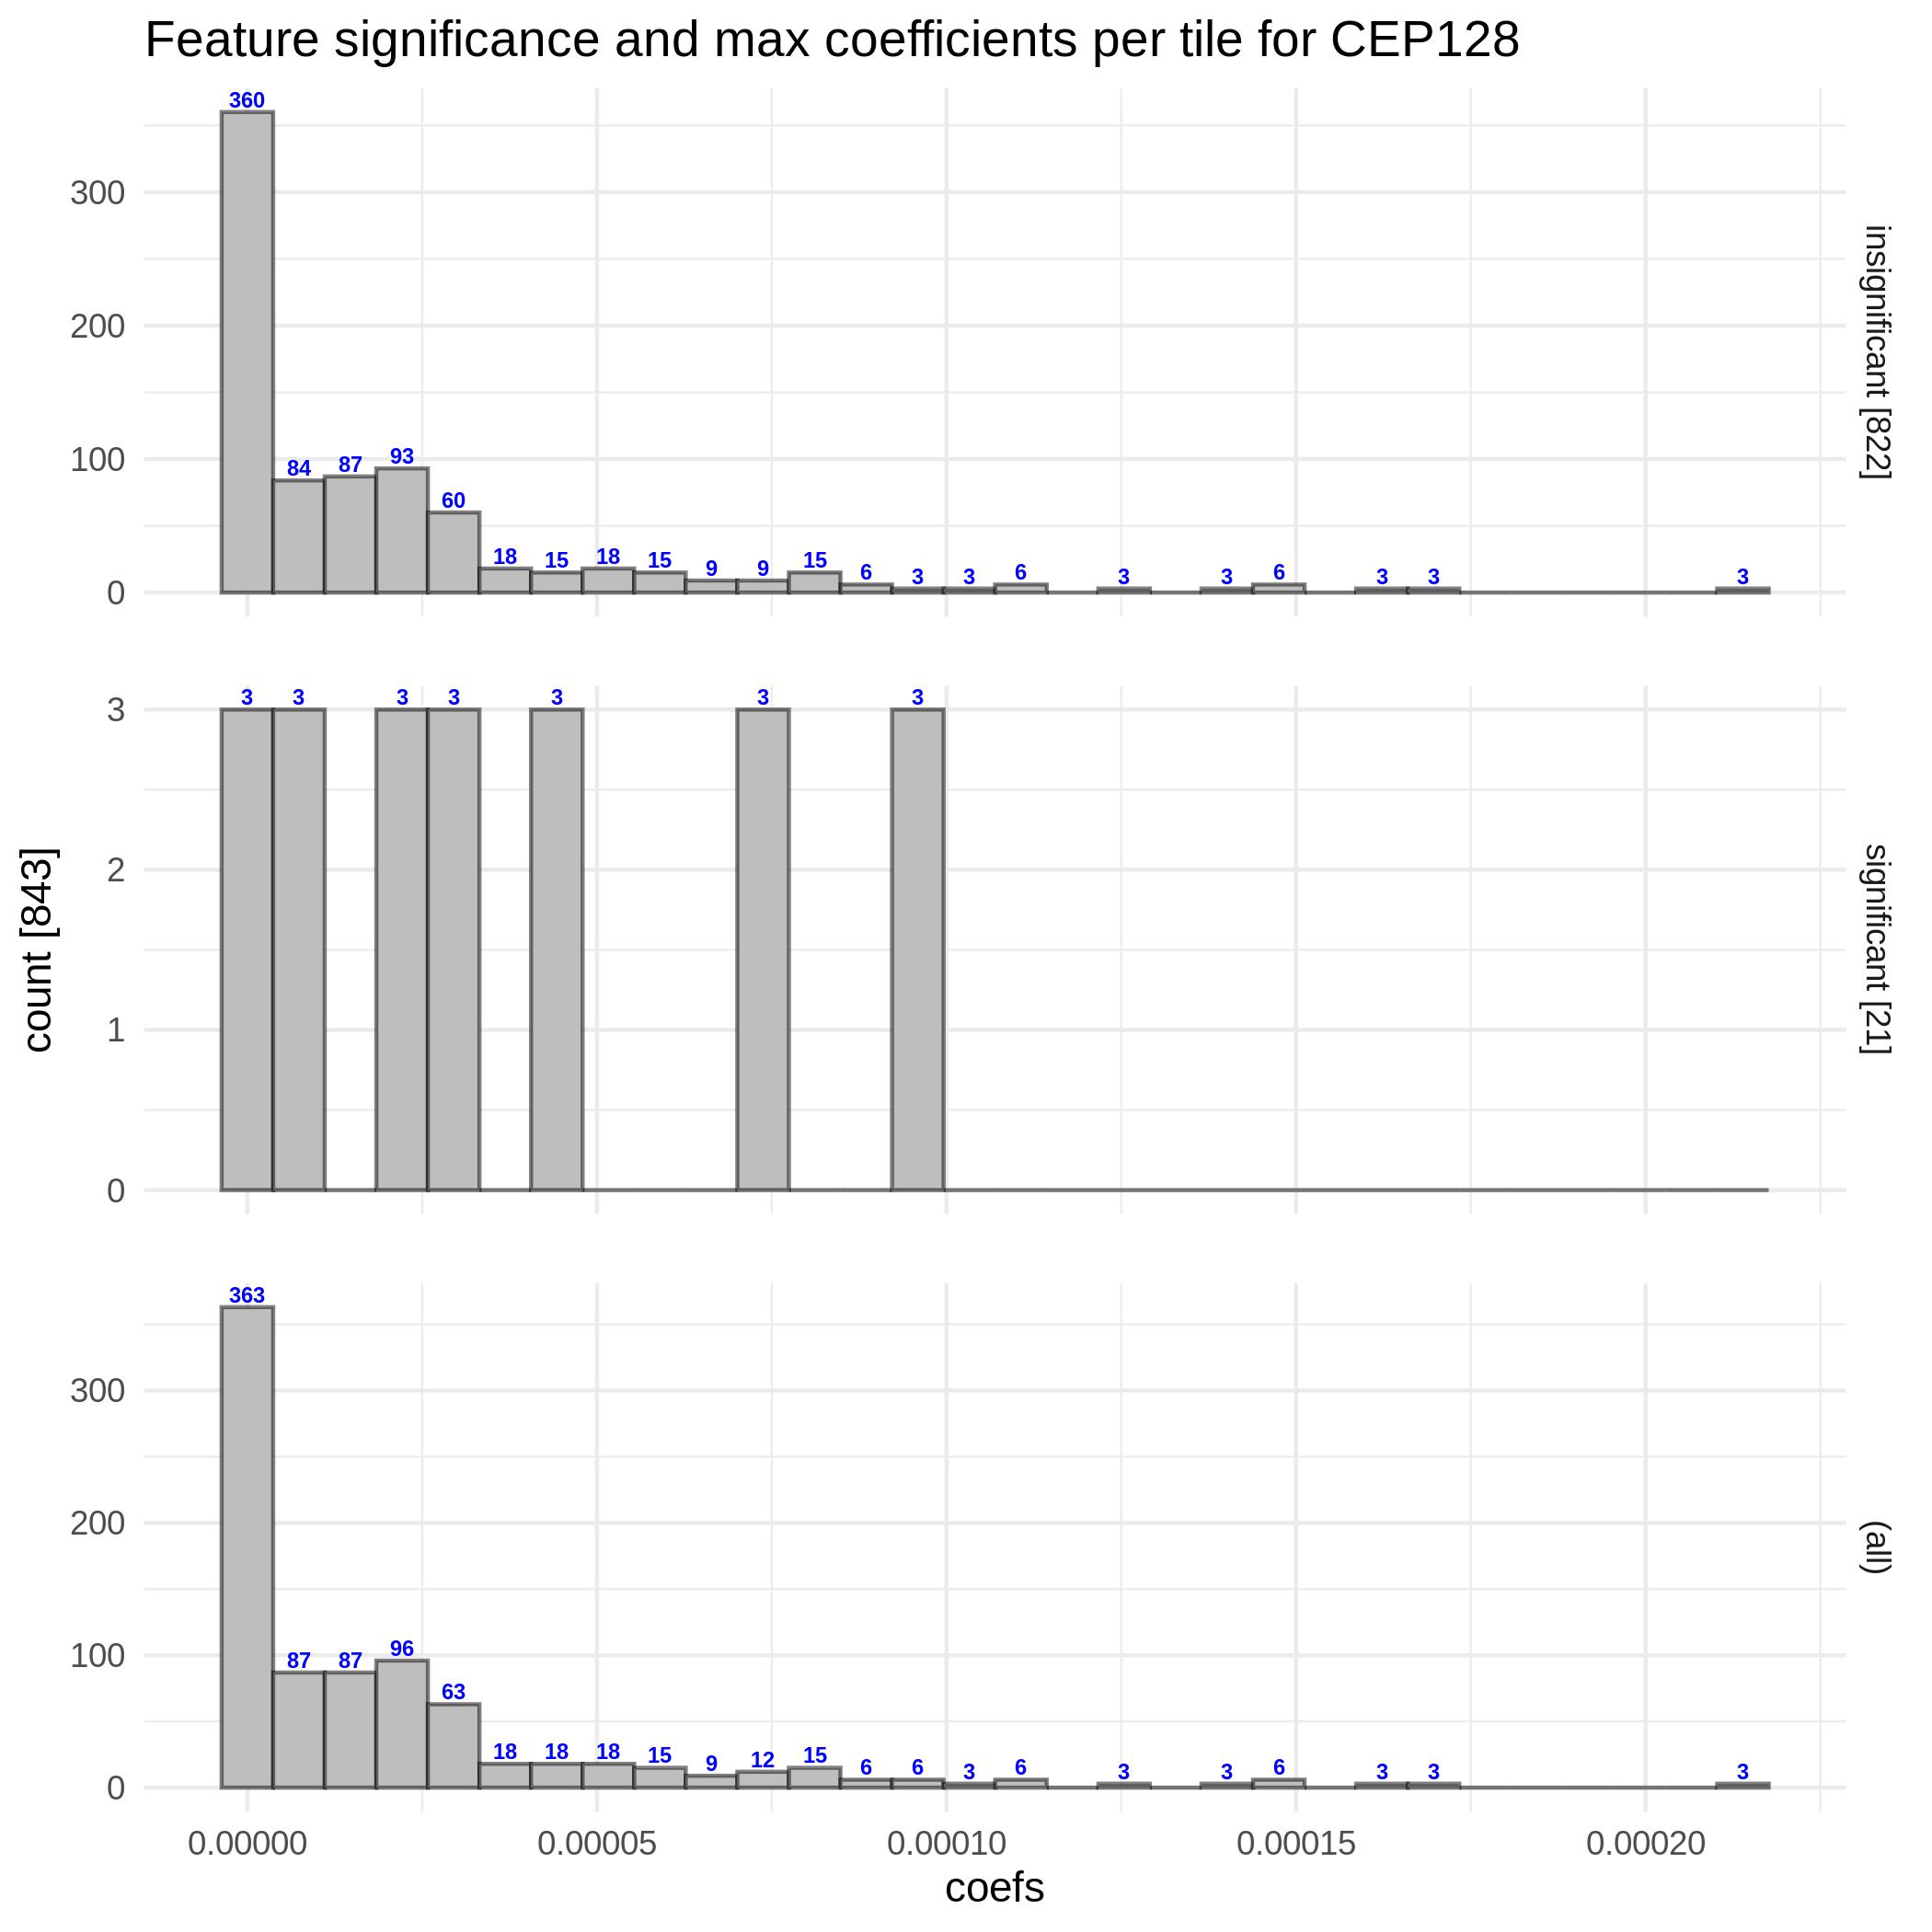 Feature significance and max coefficients per tile for CEP128
360
300
84 87 93 60 18 15 18 15 9 9 15 6 3 3 6 3 3 6 3 3 3
200
100
0
insignificant [822]
3 3 3 3 3 3 3
3
2
1
0
significant [21]
count [843]
363
300
87 87 96 63 18 18 18 15 9 12 15 6 6 3 6 3 3 6 3 3 3
200
100
0
(all)
0.00000 0.00005 0.00010 0.00015 0.00020
coefs